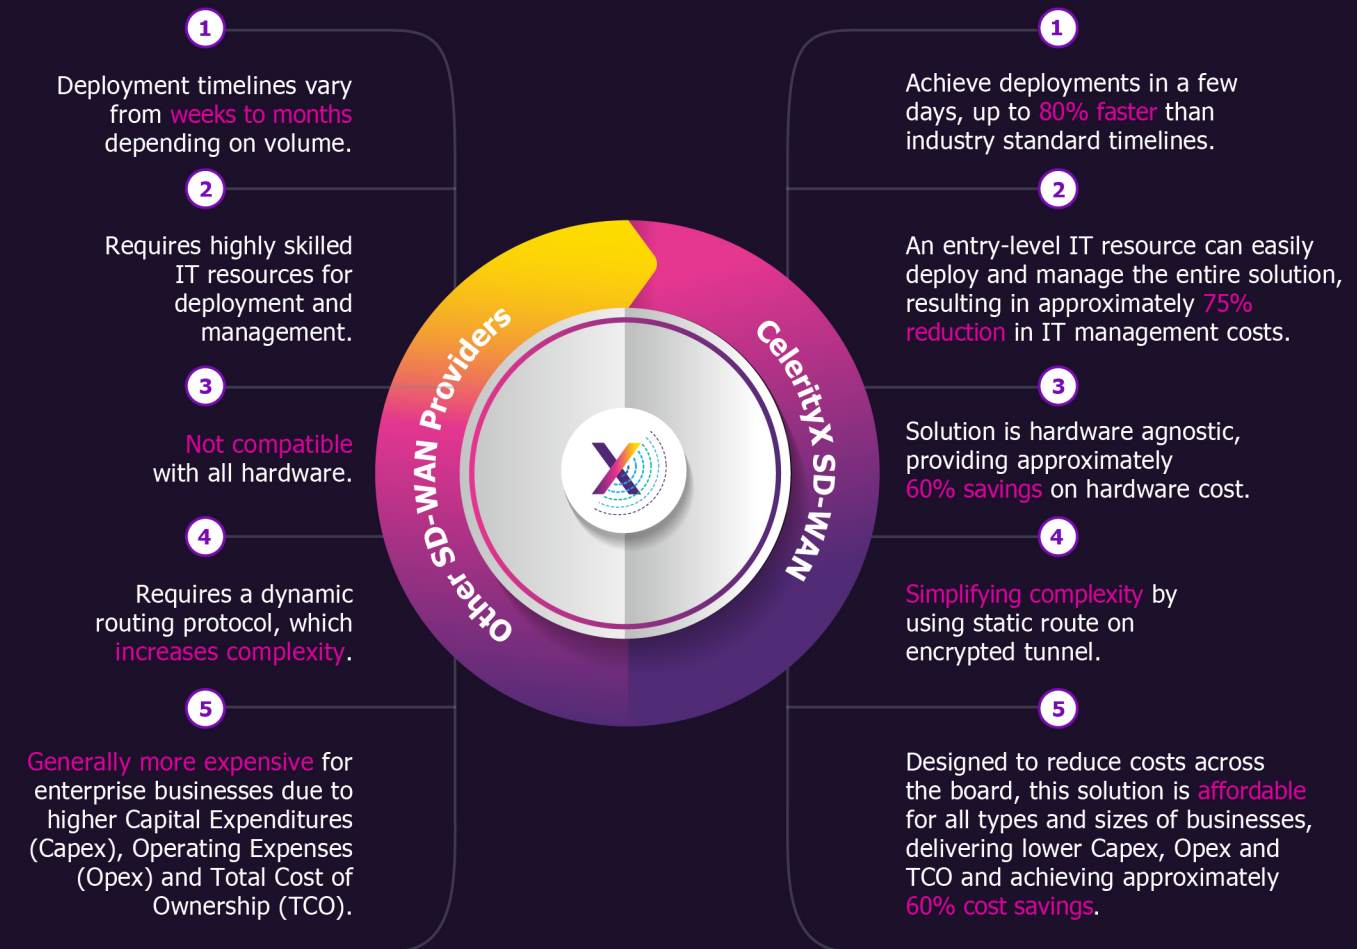 1
Deployment timelines vary
from weeks to months
depending on volume.
2
Requires highly skilled
IT resources for
deployment and
management.
3
Not compatible
with all hardware.
4
Requires a dynamic
routing protocol, which
increases complexity.
5
Generally more expensive for
enterprise businesses due to
higher Capital Expenditures
(Capex), Operating Expenses
(Opex) and Total Cost of
Ownership (TCO).
Other SD-WAN Providers
X
CelerityX SD-WAN
1
Achieve deployments in a few
days, up to 80% faster than
industry standard timelines.
2
An entry-level IT resource can easily
deploy and manage the entire solution,
resulting in approximately 75%
reduction in IT management costs.
3
Solution is hardware agnostic,
providing approximately
60% savings on hardware cost.
4
Simplifying complexity by
using static route on
encrypted tunnel.
5
Designed to reduce costs across
the board, this solution is affordable
for all types and sizes of businesses,
delivering lower Capex, Opex and
TCO and achieving approximately
60% cost savings.